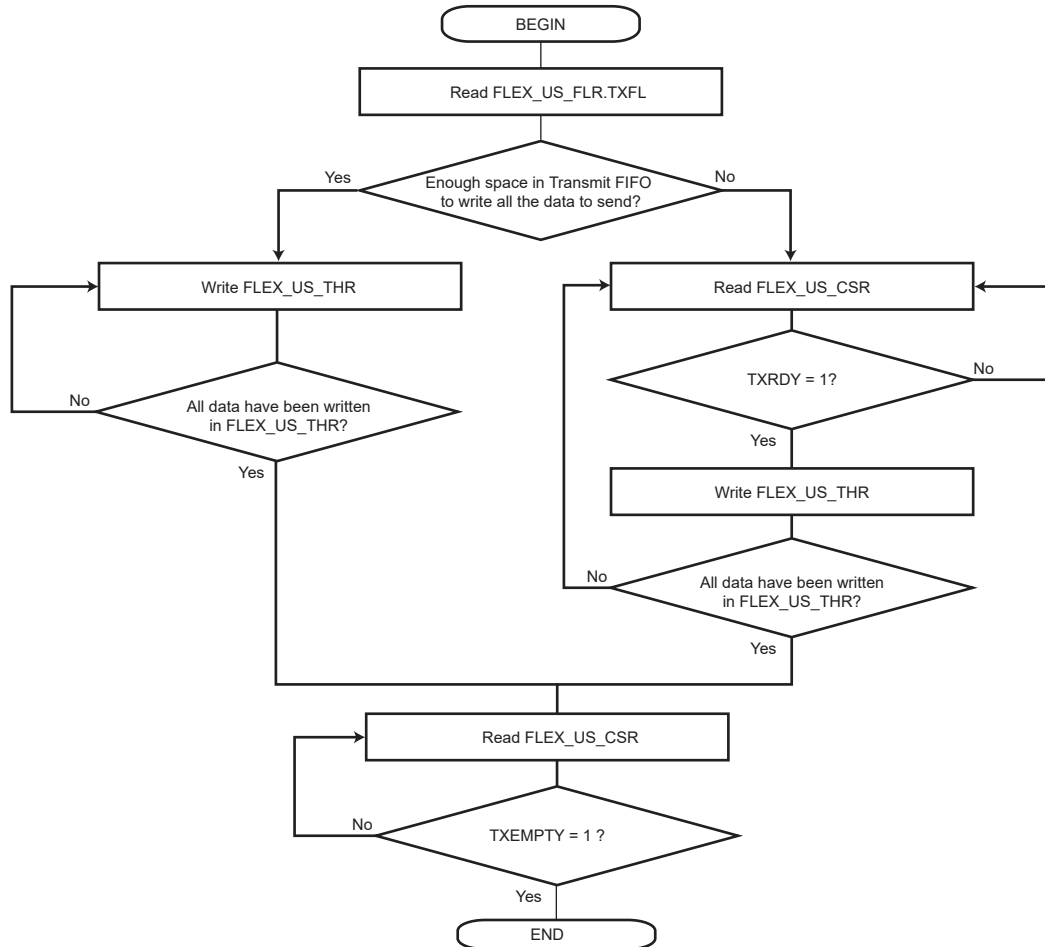 BEGIN
Read FLEX_US_FLR.TXFL
Yes
Enough space in Transmit FIFO
to write all the data to send?
No
Write FLEX_US_THR
No
All data have been written
in FLEX_US_THR?
Yes
Read FLEX_US_CSR
TXRDY = 1?
No
Yes
Write FLEX_US_THR
No
All data have been written
in FLEX_US_THR?
Yes
Read FLEX_US_CSR
No
TXEMPTY = 1 ?
Yes
END